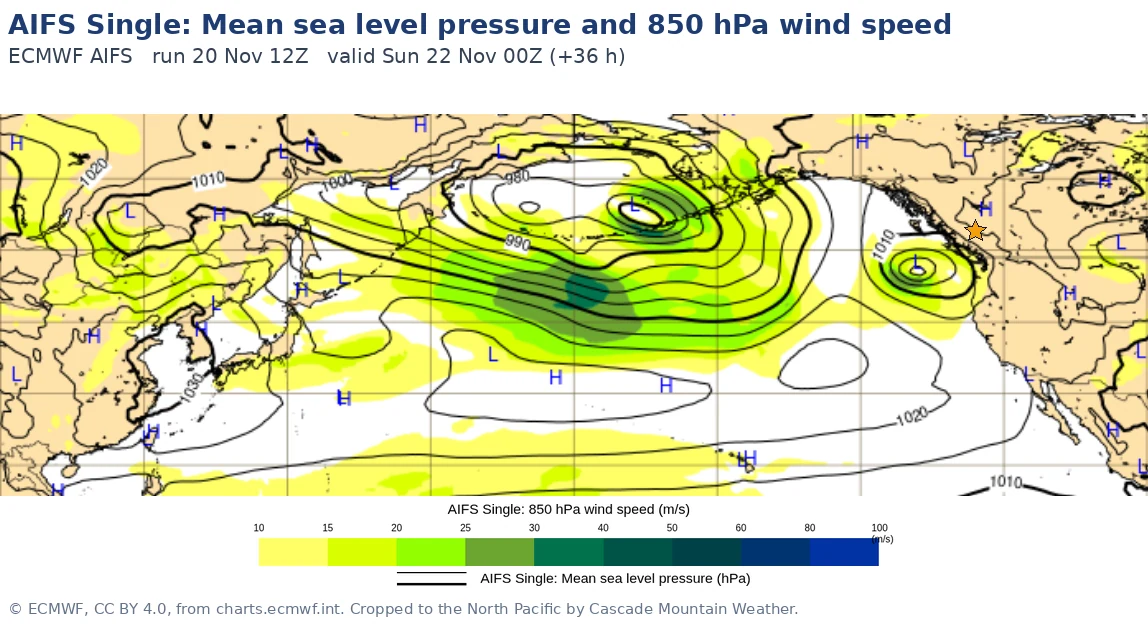 AIFS Single: Mean sea level pressure and 850 hPa wind speed
ECMWF AIFS   run 20 Nov 12Z   valid Sun 22 Nov 00Z (+36 h)
H H L H L H L H
1020 1010 1000 L 980 H
L H L H
990 1010 L
L H L H
L L H L
L H H L L
1030 H 1020
H L H H
H 1010 L
AIFS Single: 850 hPa wind speed (m/s)
10 15 20 25 30 40 50 60 80 100
(m/s)
AIFS Single: Mean sea level pressure (hPa)
© ECMWF, CC BY 4.0, from charts.ecmwf.int. Cropped to the North Pacific by Cascade Mountain Weather.